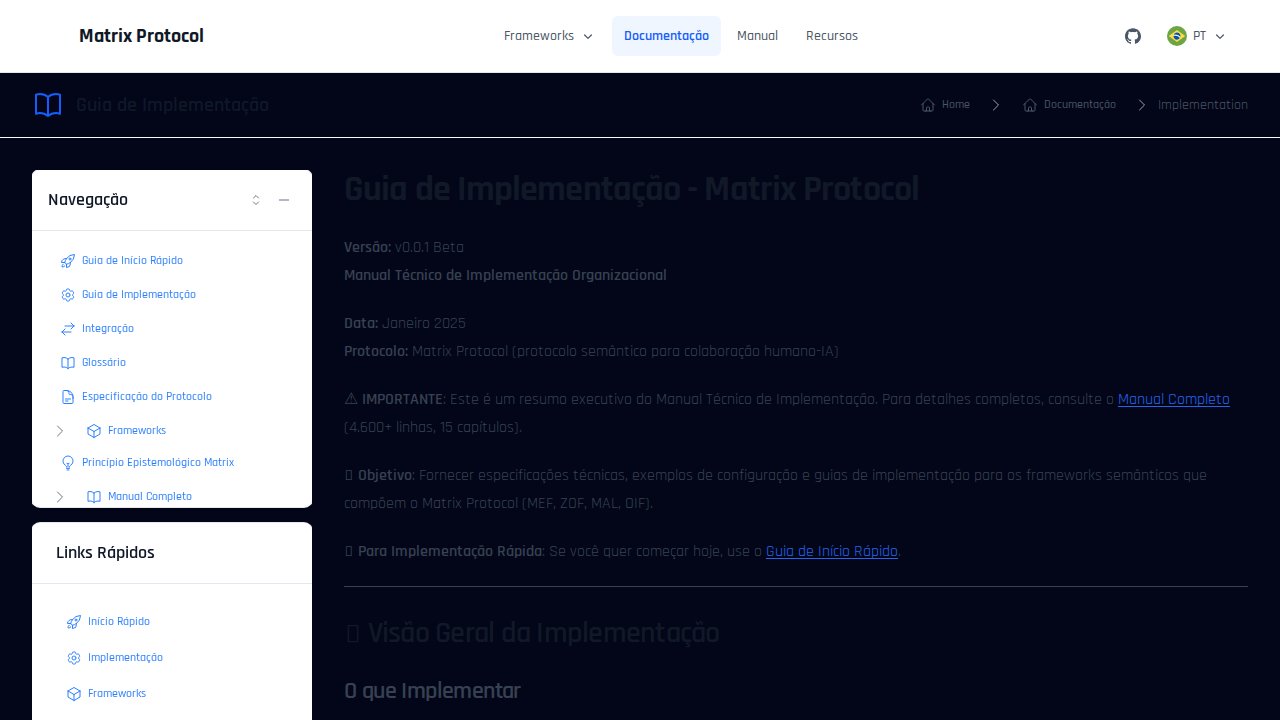 Matrix Protocol
Frameworks
Documentação
Manual
Recursos
PT
Guia de Implementação
Home
Documentação
Implementation
Navegação
Guia de Início Rápido
Guia de Implementação
Integração
Glossário
Especificação do Protocolo
Frameworks
Princípio Epistemológico Matrix
Manual Completo
Links Rápidos
Início Rápido
Implementação
Frameworks
Guia de Implementação - Matrix Protocol
Versão: v0.0.1 Beta
Manual Técnico de Implementação Organizacional
Data: Janeiro 2025
Protocolo: Matrix Protocol (protocolo semântico para colaboração humano-IA)
⚠ IMPORTANTE: Este é um resumo executivo do Manual Técnico de Implementação. Para detalhes completos, consulte o Manual Completo
(4.600+ linhas, 15 capítulos).
Objetivo: Fornecer especificações técnicas, exemplos de configuração e guias de implementação para os frameworks semânticos que
compõem o Matrix Protocol (MEF, ZOF, MAL, OIF).
Para Implementação Rápida: Se você quer começar hoje, use o Guia de Início Rápido.
Visão Geral da Implementação
O que Implementar